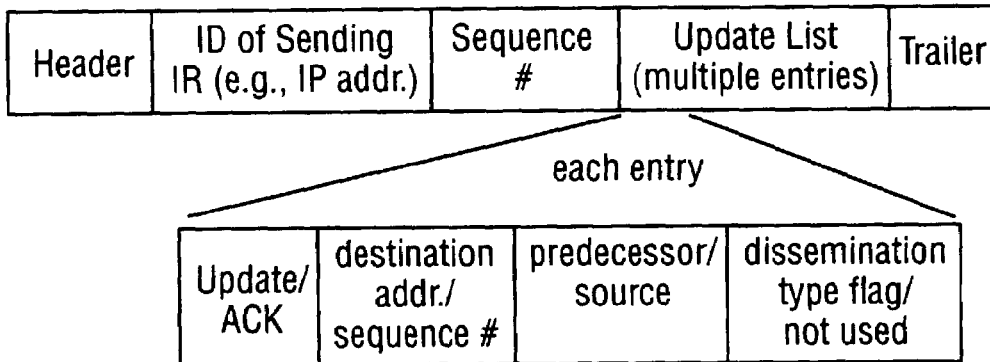 Header
ID of Sending
IR (e.g., IP addr.)
Sequence
#
Update List
(multiple entries)
Trailer
each entry
Update/
ACK
destination
addr./
sequence #
predecessor/
source
dissemination
type flag/
not used